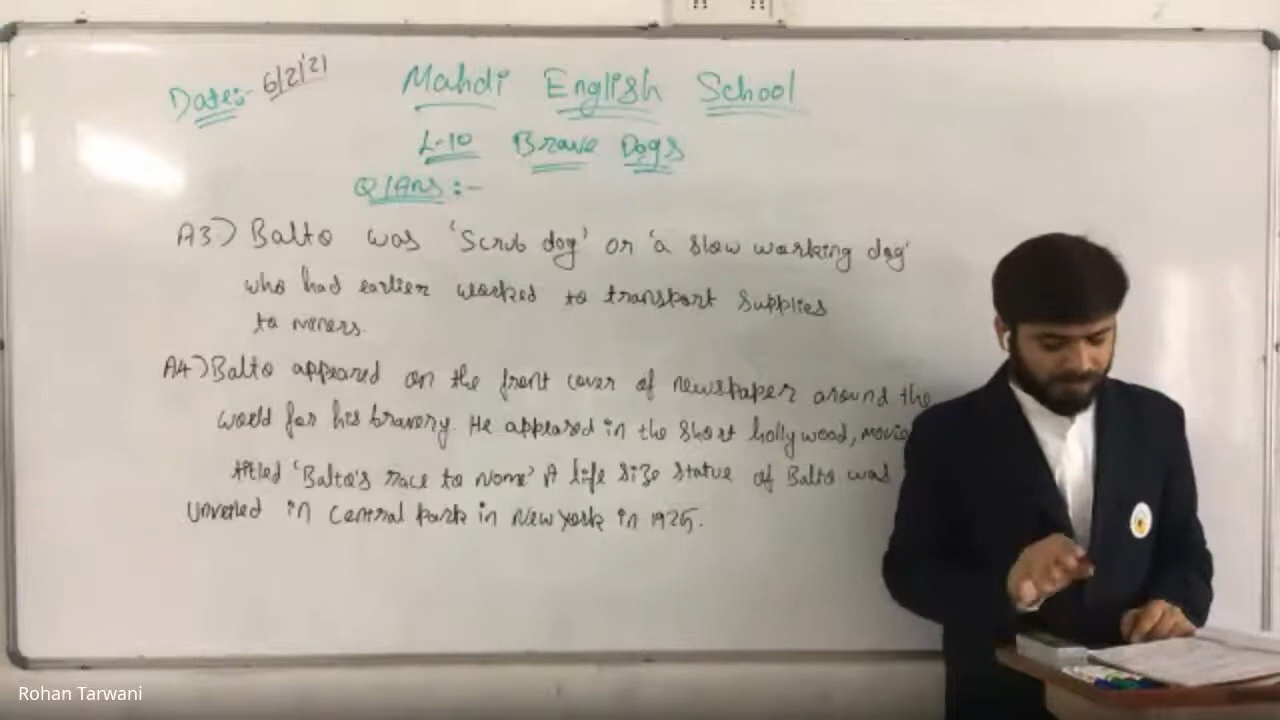 Date:- 6/2/21
Mahdi English School
L-10 Brave Dogs
Q/Ans :-
A3) Balto was 'Scrub dog' or 'a slow working dog'
who had earlier worked to transport supplies
to miners.
A4) Balto appeared on the front cover of newspaper around the
world for his bravery. He appeared in the short hollywood, movie
titled 'Balto's race to Nome' A life size statue of Balto was
unveiled in Central Park in New York in 1925.
Rohan Tarwani